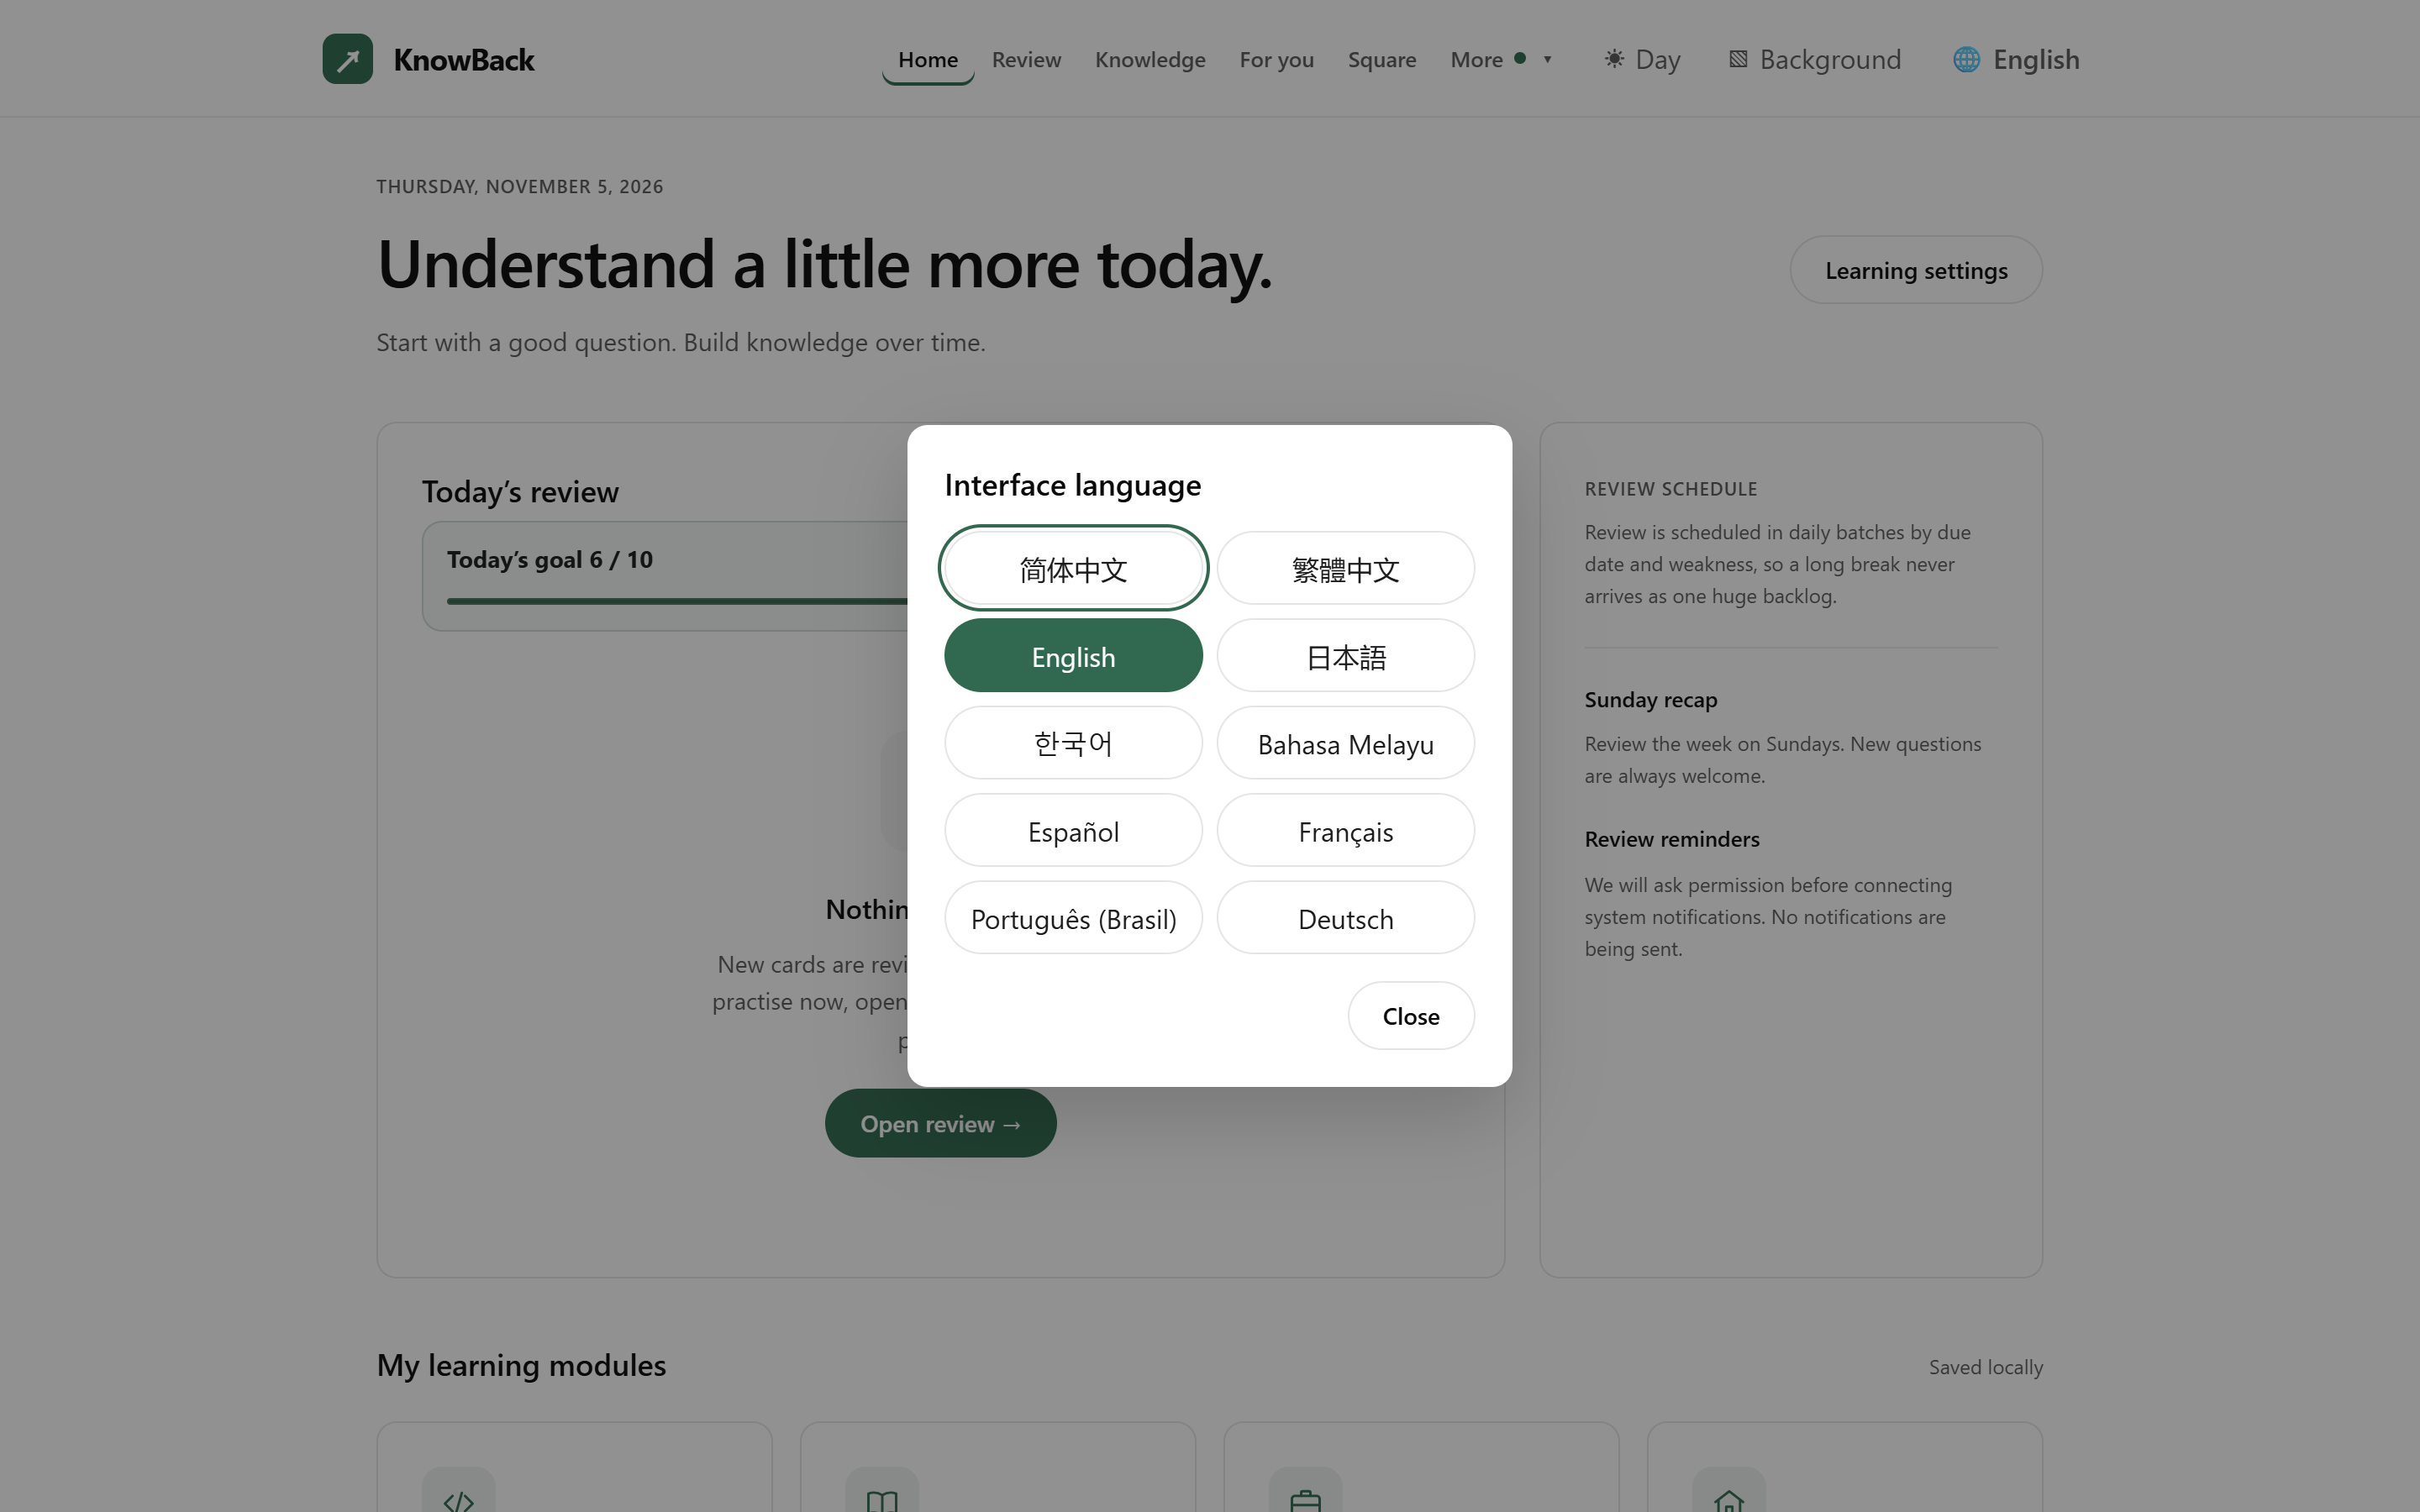 KnowBack
Home
Review
Knowledge
For you
Square
More
Day
Background
English
THURSDAY, NOVEMBER 5, 2026
Understand a little more today.
Learning settings
Start with a good question. Build knowledge over time.
Today’s review
Today’s goal 6 / 10
New cards are
practise now, open
Open review →
Interface language
简体中文
繁體中文
English
日本語
한국어
Bahasa Melayu
Español
Français
Português (Brasil)
Deutsch
Close
REVIEW SCHEDULE
Review is scheduled in daily batches by due
date and weakness, so a long break never
arrives as one huge backlog.
Sunday recap
Review the week on Sundays. New questions
are always welcome.
Review reminders
We will ask permission before connecting
system notifications. No notifications are
being sent.
My learning modules
Saved locally